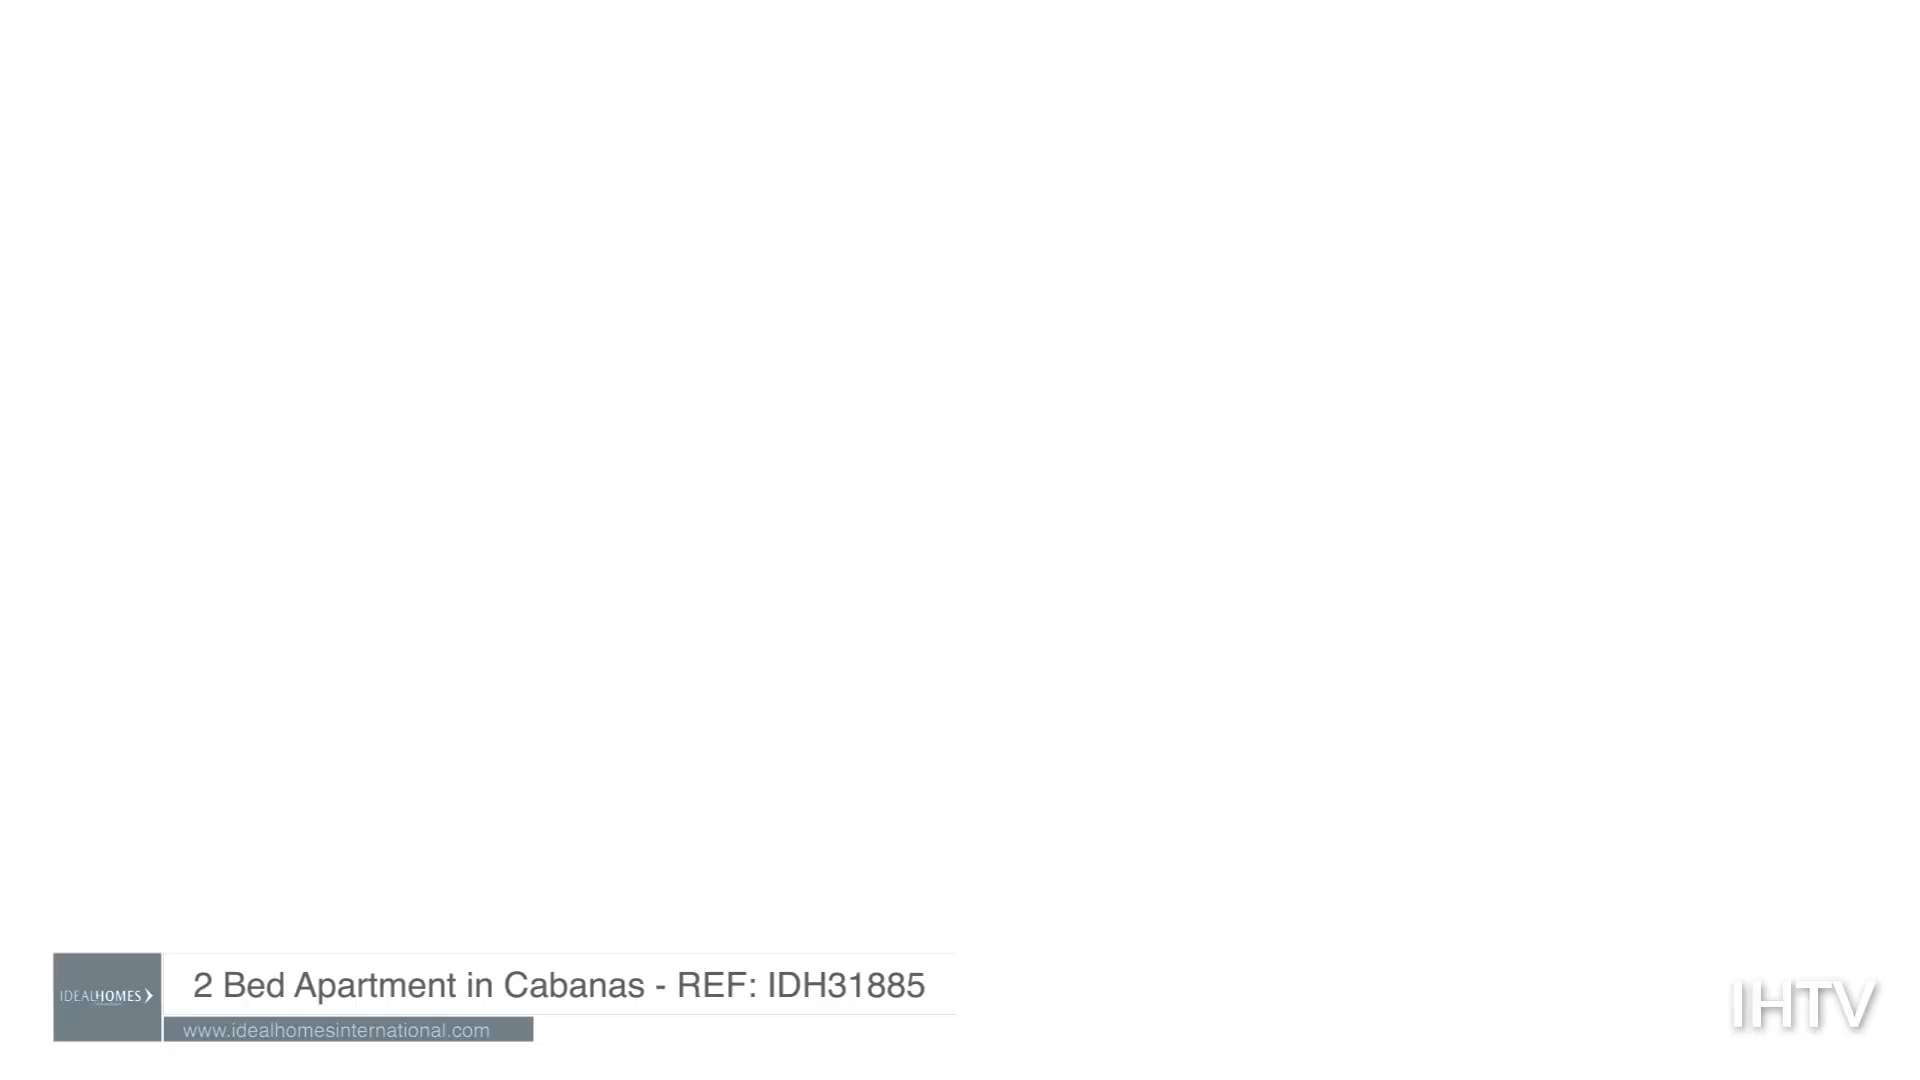 IDEALHOMES
2 Bed Apartment in Cabanas - REF: IDH31885
www.idealhomesinternational.com
IHTV